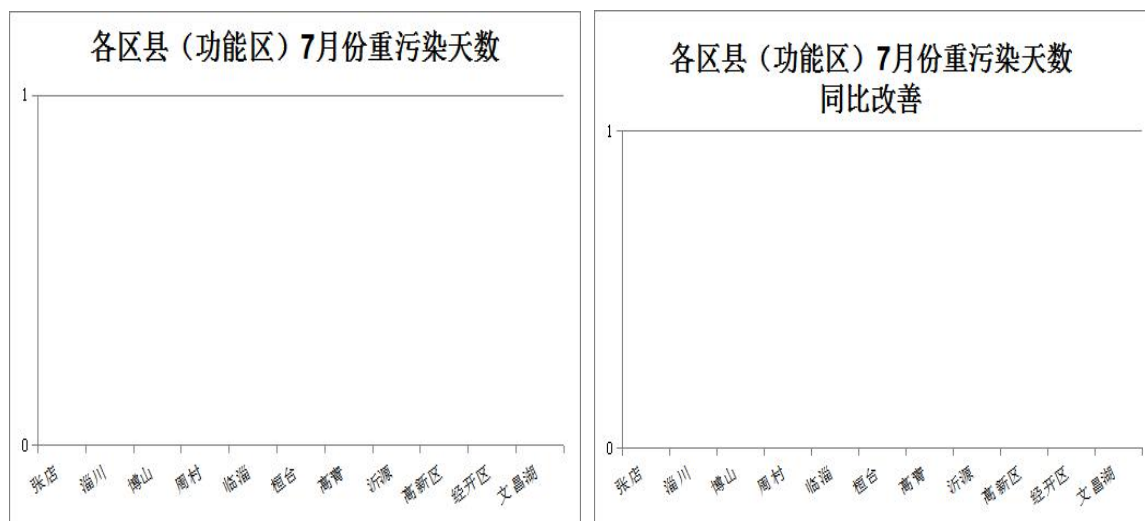 各区县（功能区）7月份重污染天数
1
0
张店
淄川
博山
周村
临淄
桓台
高青
沂源
高新区
经开区
文昌湖
各区县（功能区）7月份重污染天数
同比改善
1
0
张店
淄川
博山
周村
临淄
桓台
高青
沂源
高新区
经开区
文昌湖